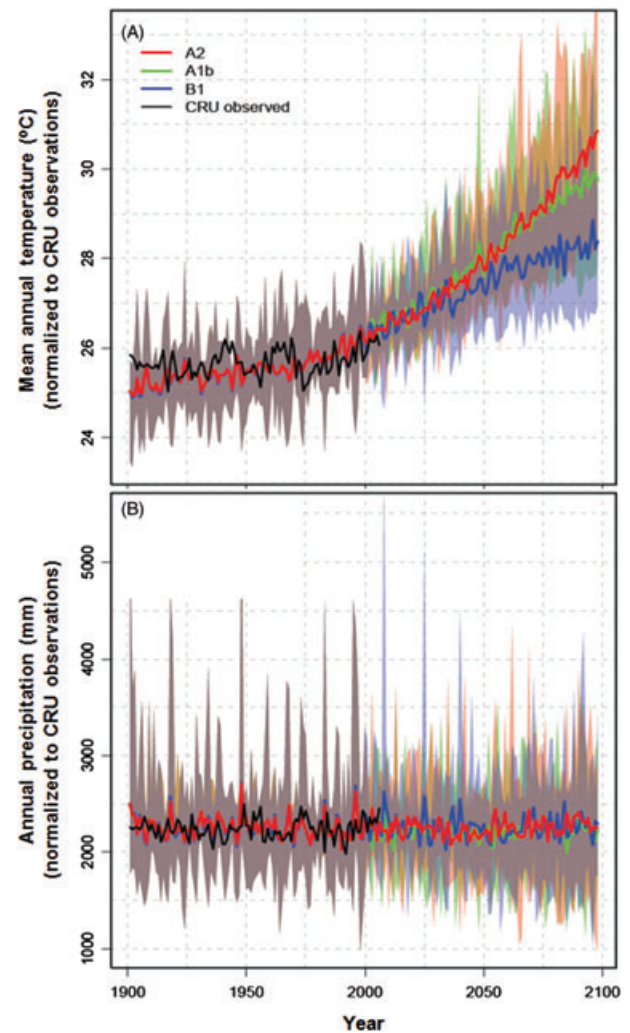 (A)
A2
A1b
B1
CRU observed
Mean annual temperature (ºC)
(normalized to CRU observations)
32
30
28
26
24
(B)
Annual precipitation (mm)
(normalized to CRU observations)
5000
4000
3000
2000
1000
1900 1950 2000 2050 2100
Year